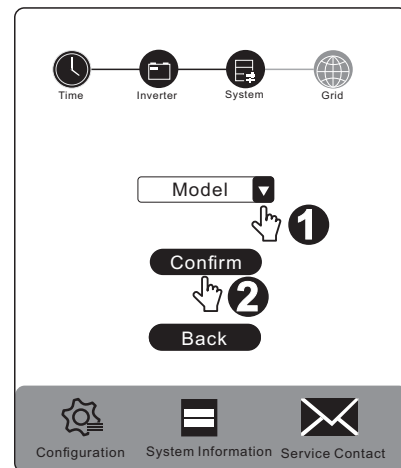 Time Inverter System Grid
Model
1
Confirm
2
Back
Configuration System Information Service Contact